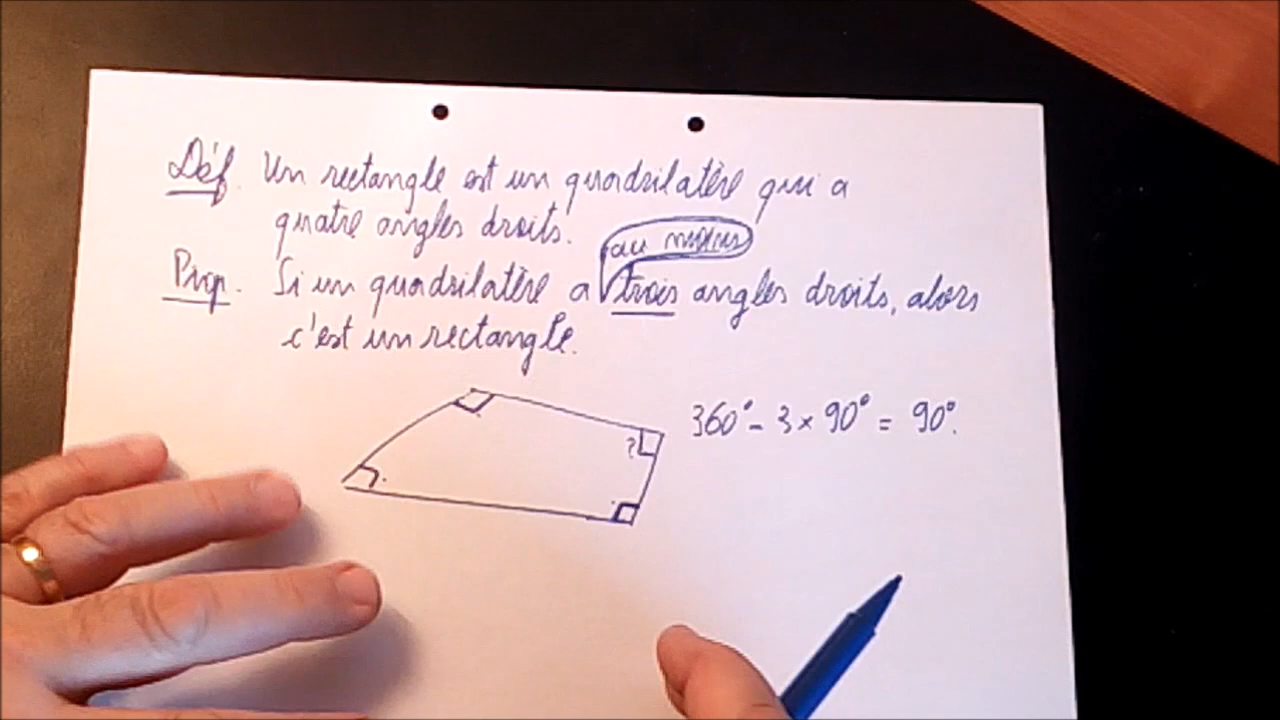 Déf. Un rectangle est un quadrilatère qui a
quatre angles droits.
au moins
Prop. Si un quadrilatère a trois angles droits, alors
c'est un rectangle.
360° - 3 × 90° = 90°.
?